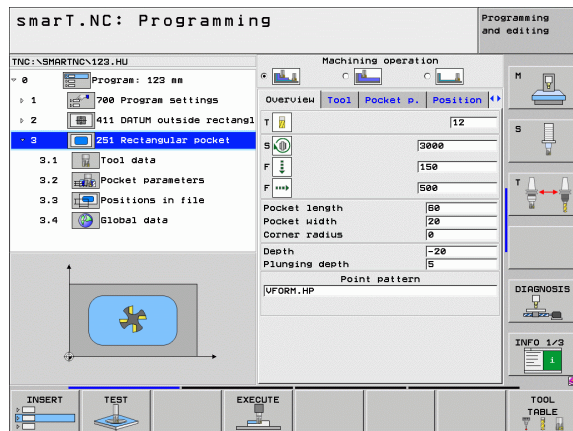 smarT.NC: Programming
Programming
and editing
TNC:\SMARTNC\123.HU
0 Program: 123 mm
1 700 Program settings
2 411 DATUM outside rectangl
3 251 Rectangular pocket
3.1 Tool data
3.2 Pocket parameters
3.3 Positions in file
3.4 Global data
Machining operation
Overview Tool Pocket p. Position
T 12
S 3000
F 150
F 500
Pocket length 60
Pocket width 20
Corner radius 0
Depth -20
Plunging depth 5
Point pattern
VFORM.HP
M
S
T
DIAGNOSIS
INFO 1/3
INSERT
TEST
EXECUTE
TOOL
TABLE